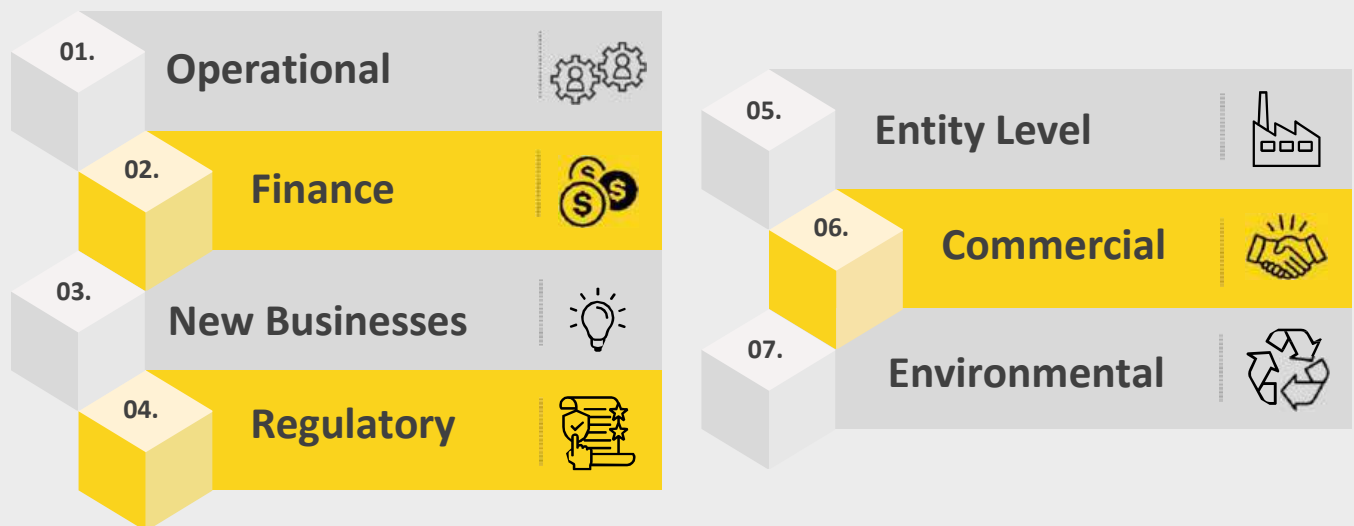 01.
Operational
02.
Finance
$
$
$
03.
New Businesses
04.
Regulatory
05.
Entity Level
06.
Commercial
07.
Environmental